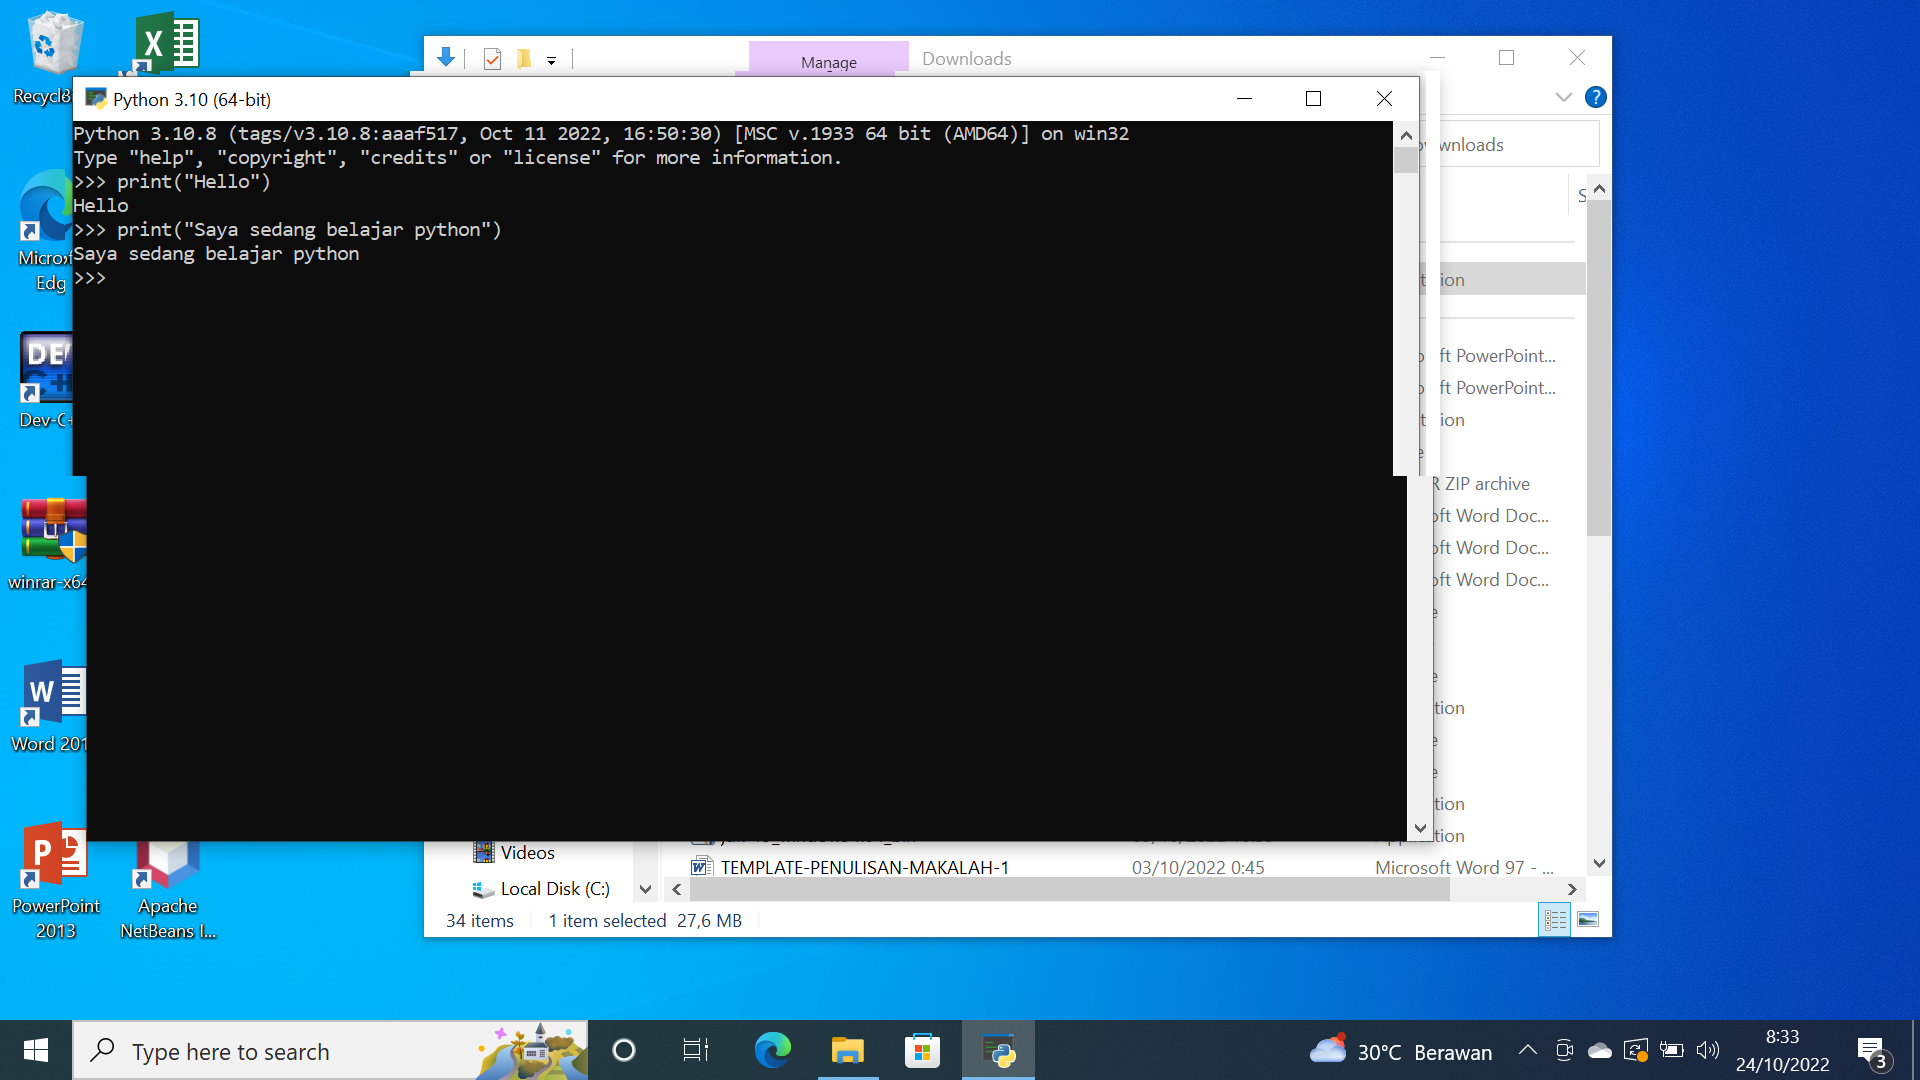 Recycl
Manage
Downloads
Python 3.10 (64-bit)
Python 3.10.8 (tags/v3.10.8:aaaf517, Oct 11 2022, 16:50:30) [MSC v.1933 64 bit (AMD64)] on win32
Type "help", "copyright", "credits" or "license" for more information.
>>> print("Hello")
Hello
>>> print("Saya sedang belajar python")
Saya sedang belajar python
>>>
wnloads
S
tion
Edg
DE
Dev-C
ft PowerPoint...
ft PowerPoint...
tion
R ZIP archive
oft Word Doc...
oft Word Doc...
oft Word Doc...
winrar-x64
tion
Word 201
tion
tion
Videos
TEMPLATE-PENULISAN-MAKALAH-1
03/10/2022 0:45
Microsoft Word 97 - ...
Local Disk (C:)
PowerPoint
2013
Apache
NetBeans I...
34 items
1 item selected
27,6 MB
Type here to search
30°C Berawan
8:33
24/10/2022
3